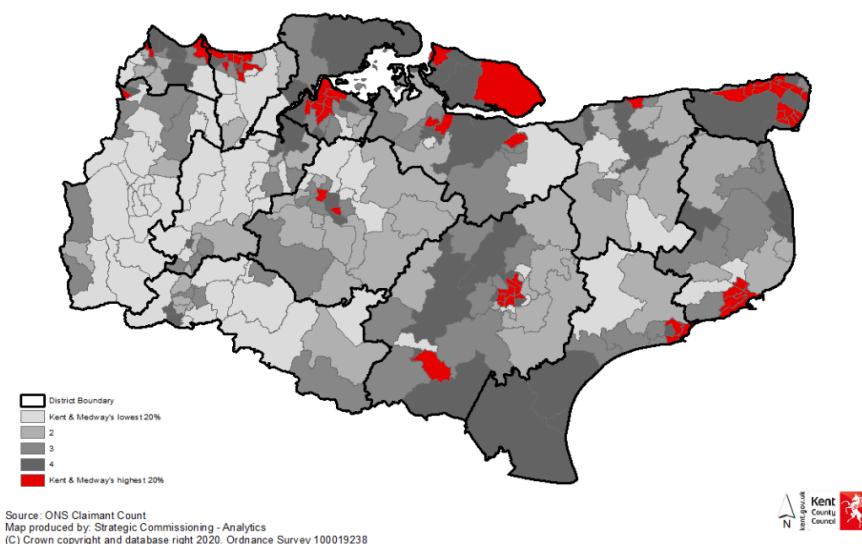 District Boundary
Kent & Medway's lowest 20%
2
3
4
Kent & Medway's highest 20%
Source: ONS Claimant Count
Map produced by: Strategic Commissioning - Analytics
(C) Crown copyright and database right 2020, Ordnance Survey 100019238
N
kent.gov.uk
Kent
County
Council